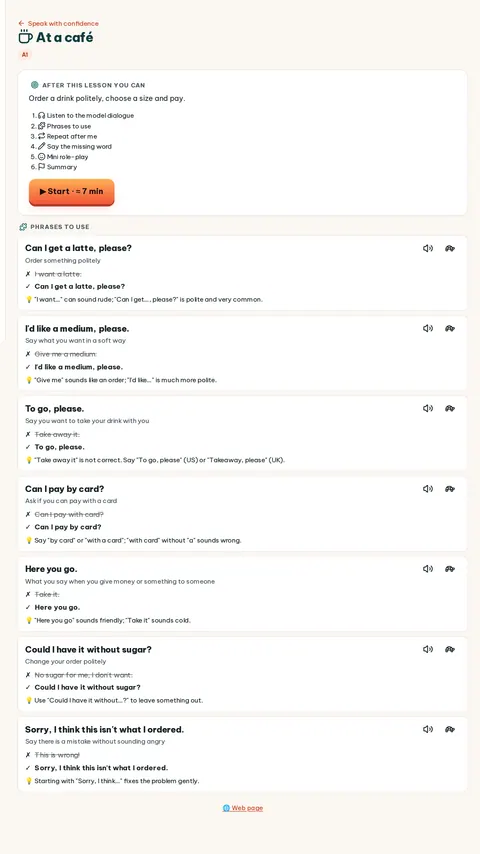 ← Speak with confidence
At a café
A1
AFTER THIS LESSON YOU CAN
Order a drink politely, choose a size and pay.
1. Listen to the model dialogue
2. Phrases to use
3. Repeat after me
4. Say the missing word
5. Mini role-play
6. Summary
▶ Start · ≈ 7 min
PHRASES TO USE
Can I get a latte, please?
Order something politely
✗ I want a latte.
✓ Can I get a latte, please?
💡 "I want…" can sound rude; "Can I get…, please?" is polite and very common.
I'd like a medium, please.
Say what you want in a soft way
✗ Give me a medium.
✓ I'd like a medium, please.
💡 "Give me" sounds like an order; "I'd like…" is much more polite.
To go, please.
Say you want to take your drink with you
✗ Take away it.
✓ To go, please.
💡 "Take away it" is not correct. Say "To go, please" (US) or "Takeaway, please" (UK).
Can I pay by card?
Ask if you can pay with a card
✗ Can I pay with card?
✓ Can I pay by card?
💡 Say "by card" or "with a card"; "with card" without "a" sounds wrong.
Here you go.
What you say when you give money or something to someone
✗ Take it.
✓ Here you go.
💡 "Here you go" sounds friendly; "Take it" sounds cold.
Could I have it without sugar?
Change your order politely
✗ No sugar for me, I don't want.
✓ Could I have it without sugar?
💡 Use "Could I have it without…?" to leave something out.
Sorry, I think this isn't what I ordered.
Say there is a mistake without sounding angry
✗ This is wrong!
✓ Sorry, I think this isn't what I ordered.
💡 Starting with "Sorry, I think…" fixes the problem gently.
🌐 Web page